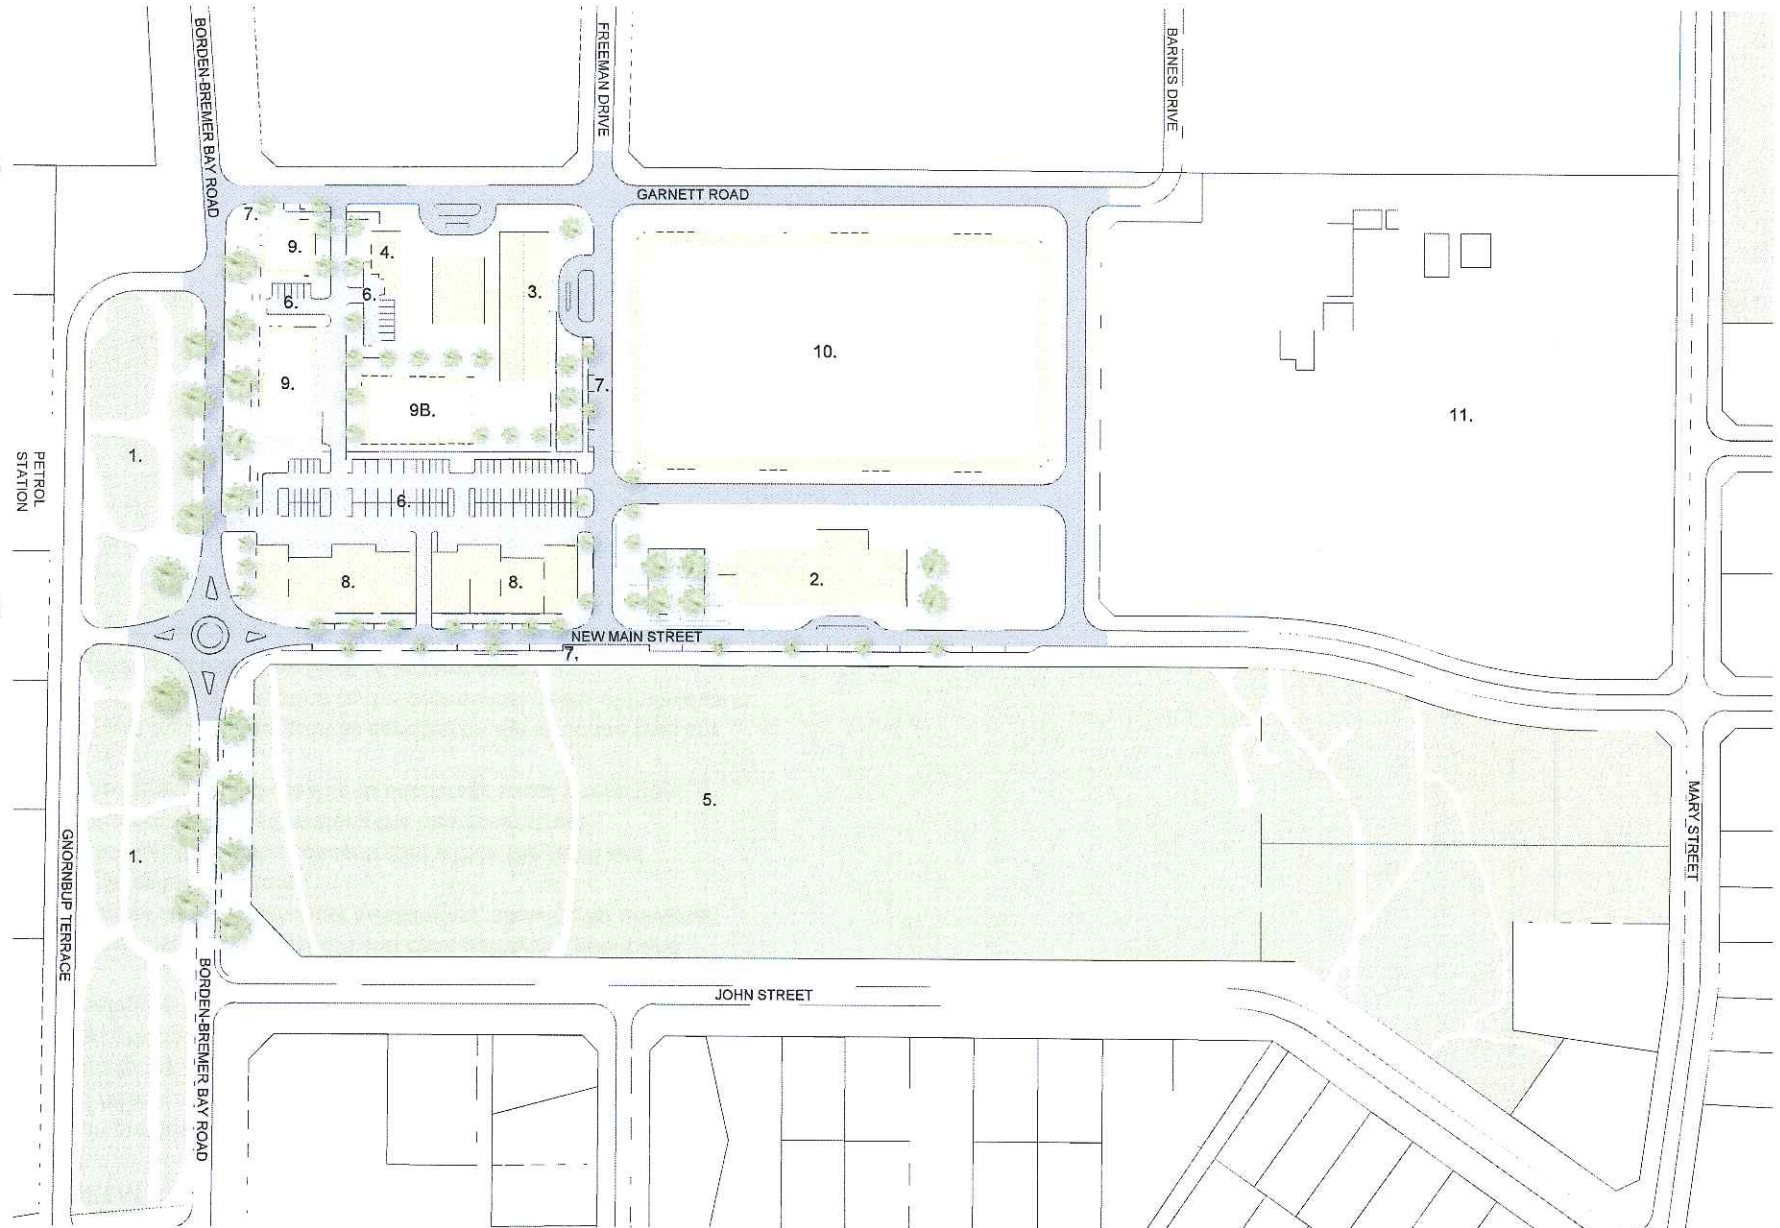 BORDEN-BREMER BAY ROAD
FREEMAN DRIVE
BARNES DRIVE
GARNETT ROAD
7.
9.
4.
6.
6.
3.
10.
9.
7.
9B.
11.
1.
PETROL
STATION
6.
8.
8.
2.
NEW MAIN STREET
7.
5.
MARY STREET
1.
GNORNBUP TERRACE
BORDEN-BREMER BAY ROAD
JOHN STREET